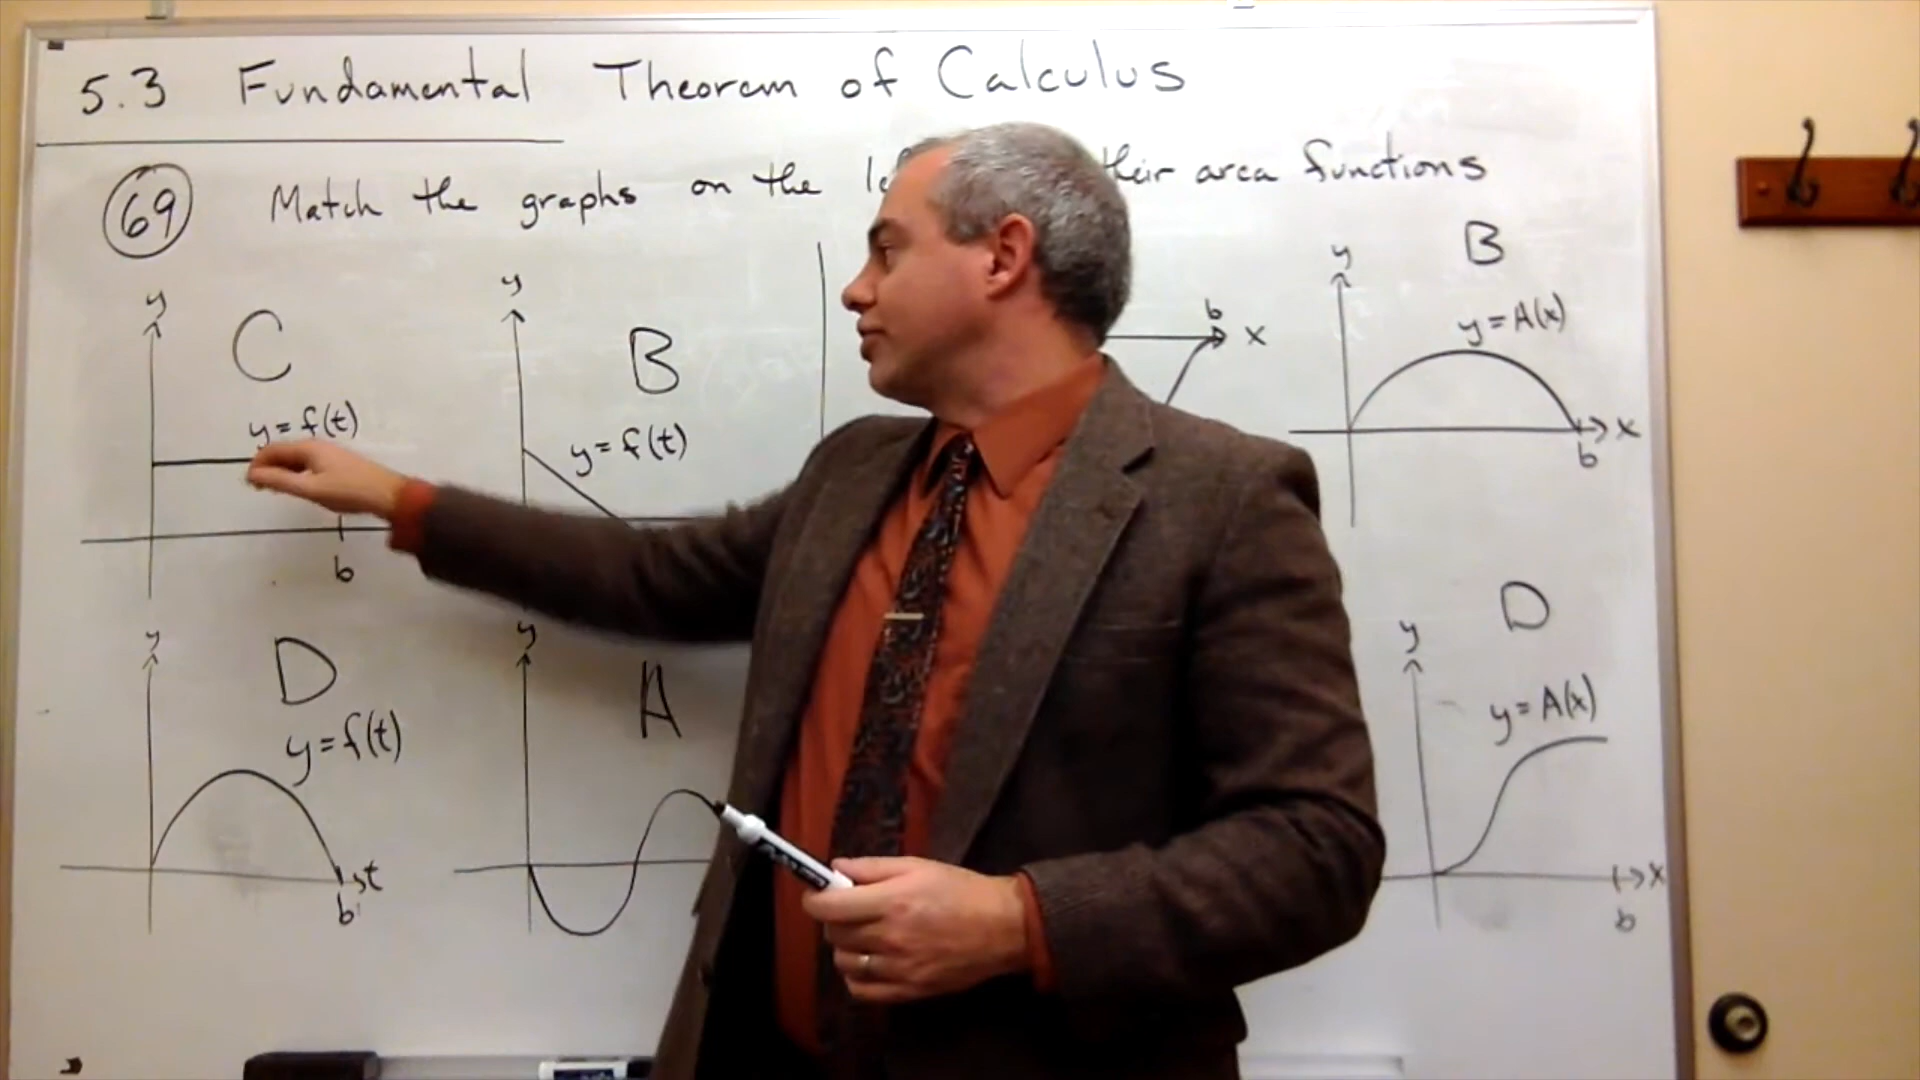 5.3 Fundamental Theorem of Calculus
69 Match the graphs on the their area functions
y C y = f(t) b
y B y = f(t)
b x
y B y = A(x) x b
y D y = f(t) t b
y A
y D y = A(x) x b